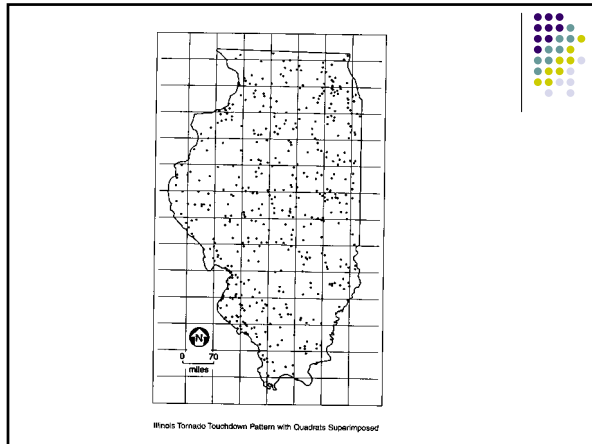 N
0 70
miles
Illinois Tornado Touchdown Pattern with Quadrats Superimposed